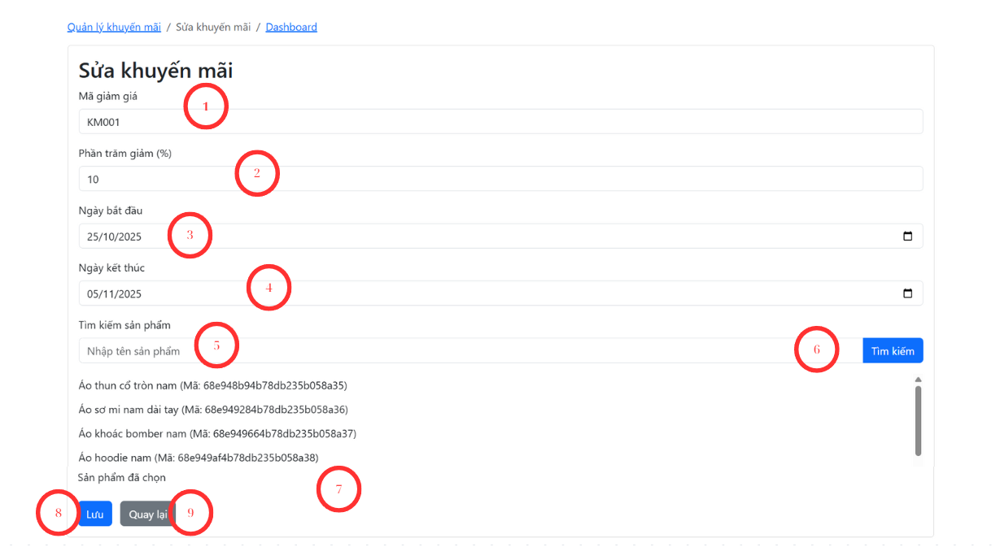 Quản lý khuyến mãi / Sửa khuyến mãi / Dashboard
Sửa khuyến mãi
Mã giảm giá
1
KM001
Phần trăm giảm (%)
2
10
Ngày bắt đầu
25/10/2025
3
Ngày kết thúc
4
05/11/2025
Tìm kiếm sản phẩm
Nhập tên sản phẩm
5
6
Tìm kiếm
Áo thun cổ tròn nam (Mã: 68e948b94b78db235b058a35)
Áo sơ mi nam dài tay (Mã: 68e949284b78db235b058a36)
Áo khoác bomber nam (Mã: 68e949664b78db235b058a37)
Áo hoodie nam (Mã: 68e949af4b78db235b058a38)
Sản phẩm đã chọn
7
8
Lưu
Quay lại
9